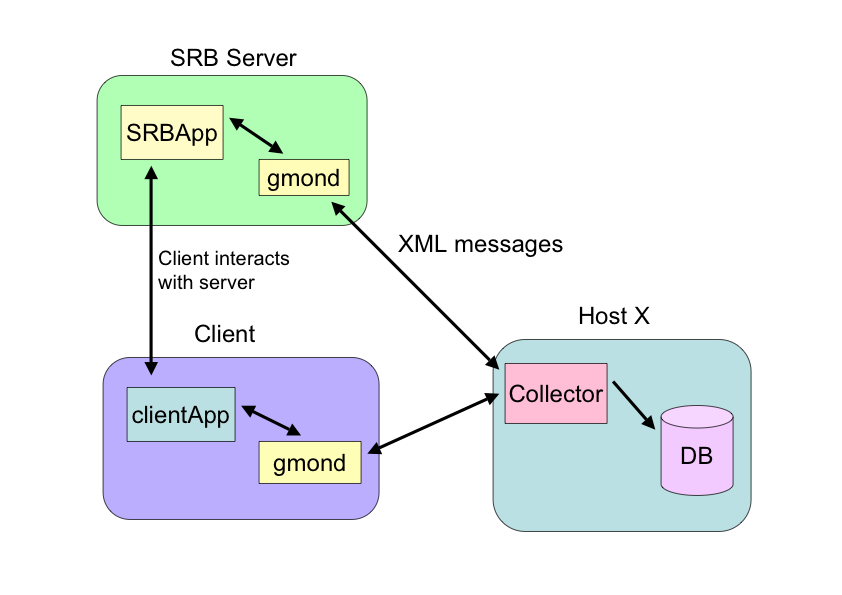 SRB Server
SRBApp
gmond
XML messages
Client interacts
with server
Host X
Client
Collector
clientApp
DB
gmond